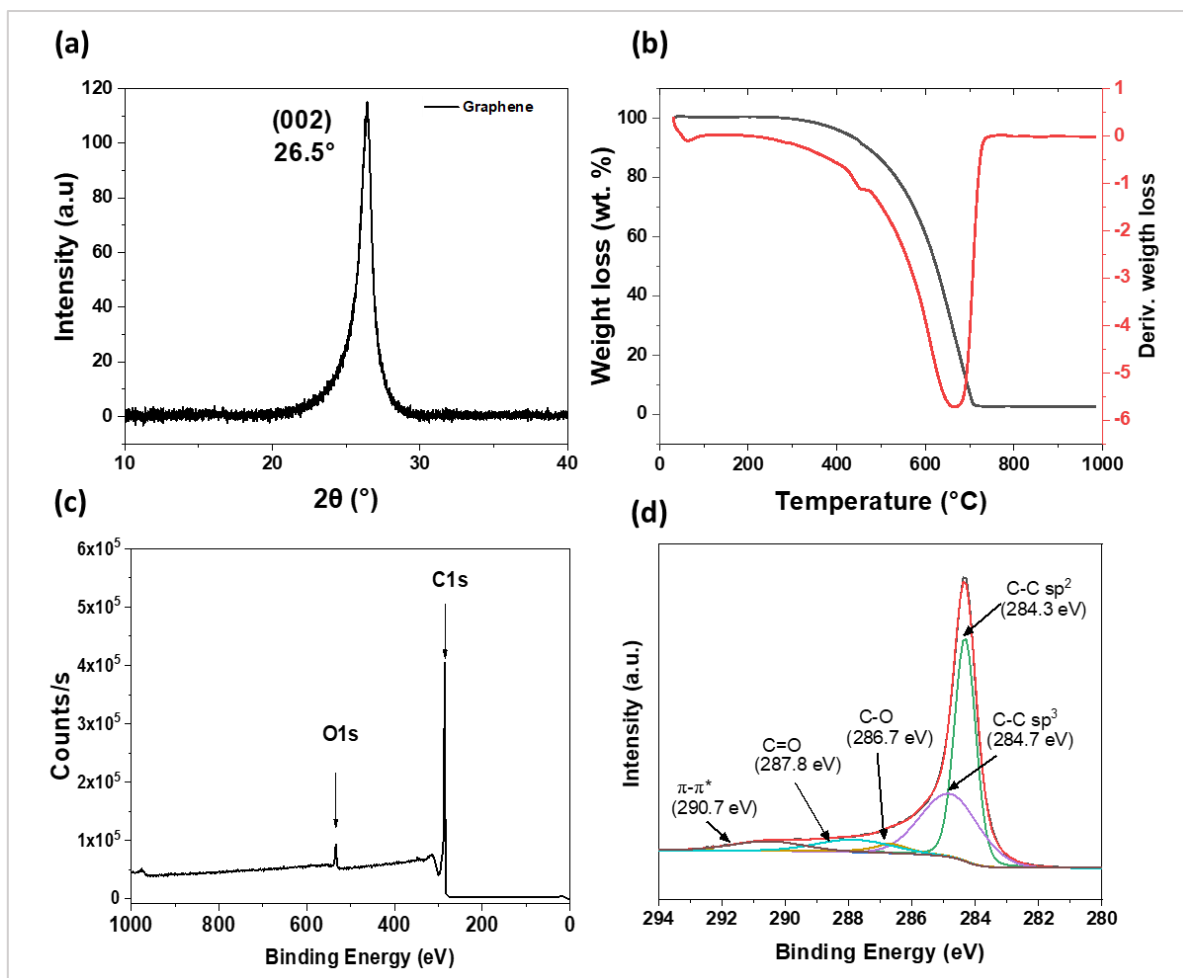 (a)
Intensity (a.u)
120
100
80
60
40
20
0
(002)
26.5°
Graphene
10
20
30
40
2θ (°)
(b)
Weight loss (wt. %)
100
80
60
40
20
0
Deriv. weigth loss
1
0
-1
-2
-3
-4
-5
-6
0
200
400
600
800
1000
Temperature (°C)
(c)
Counts/s
6x10⁵
5x10⁵
4x10⁵
3x10⁵
2x10⁵
1x10⁵
0
C1s
O1s
1000
800
600
400
200
0
Binding Energy (eV)
(d)
Intensity (a.u.)
C-C sp²
(284.3 eV)
C-C sp³
(284.7 eV)
C-O
(286.7 eV)
C=O
(287.8 eV)
π-π*
(290.7 eV)
294
292
290
288
286
284
282
280
Binding Energy (eV)